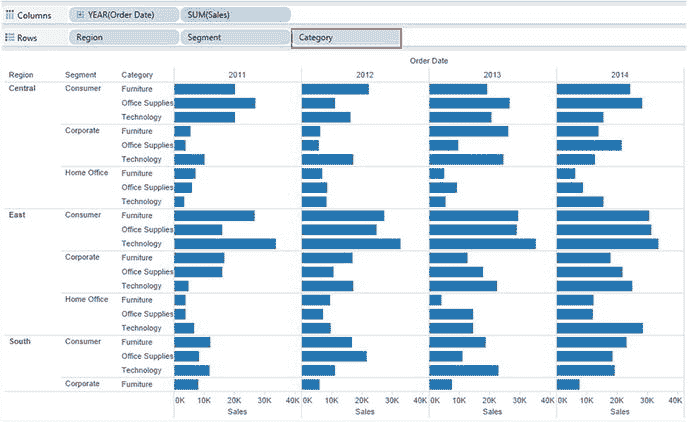 Columns YEAR(Order Date) SUM(Sales)
Rows Region Segment Category
Order Date
Region Segment Category 2011 2012 2013 2014
Central Consumer Furniture
Office Supplies
Technology
Corporate Furniture
Office Supplies
Technology
Home Office Furniture
Office Supplies
Technology
East Consumer Furniture
Office Supplies
Technology
Corporate Furniture
Office Supplies
Technology
Home Office Furniture
Office Supplies
Technology
South Consumer Furniture
Office Supplies
Technology
Corporate Furniture
0K 10K 20K 30K 40K 0K 10K 20K 30K 40K 0K 10K 20K 30K 40K 0K 10K 20K 30K 40K
Sales Sales Sales Sales